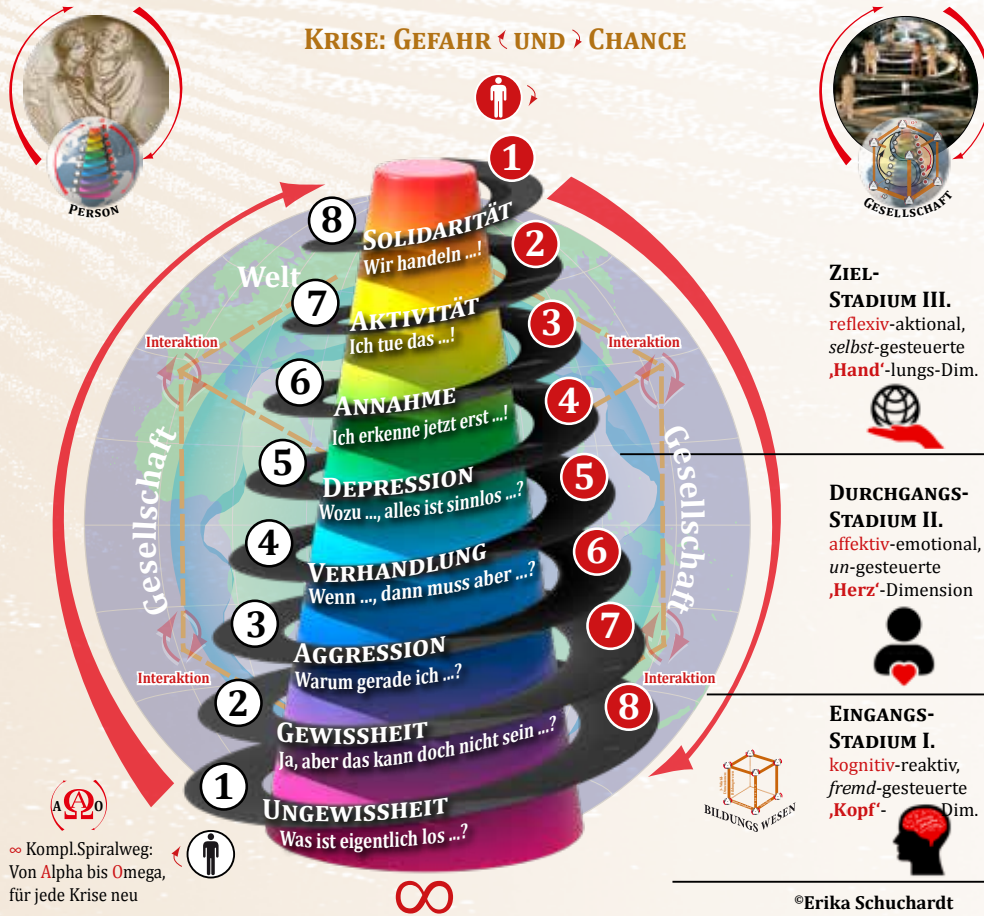 KRISE: GEFAHR UND CHANCE
PERSON
GESELLSCHAFT
Welt
Gesellschaft
Gesellschaft
Interaktion
Interaktion
Interaktion
Interaktion
1
8
SOLIDARITÄT
Wir handeln ...!
2
7
AKTIVITÄT
Ich tue das ...!
3
6
ANNAHME
Ich erkenne jetzt erst ...!
4
5
DEPRESSION
Wozu ..., alles ist sinnlos ...?
5
4
VERHANDLUNG
Wenn ..., dann muss aber ...?
6
3
AGGRESSION
Warum gerade ich ...?
7
2
GEWISSHEIT
Ja, aber das kann doch nicht sein ...?
8
1
UNGEWISSHEIT
Was ist eigentlich los ...?
∞
ZIEL-
STADIUM III.
reflexiv-aktional,
selbst-gesteuerte
‚Hand‘-lungs-Dim.
DURCHGANGS-
STADIUM II.
affektiv-emotional,
un-gesteuerte
‚Herz‘-Dimension
EINGANGS-
STADIUM I.
kognitiv-reaktiv,
fremd-gesteuerte
‚Kopf‘- Dim.
BILDUNGS WESEN
A Ω O
∞ Kompl.Spiralweg:
Von Alpha bis Omega,
für jede Krise neu
©Erika Schuchardt